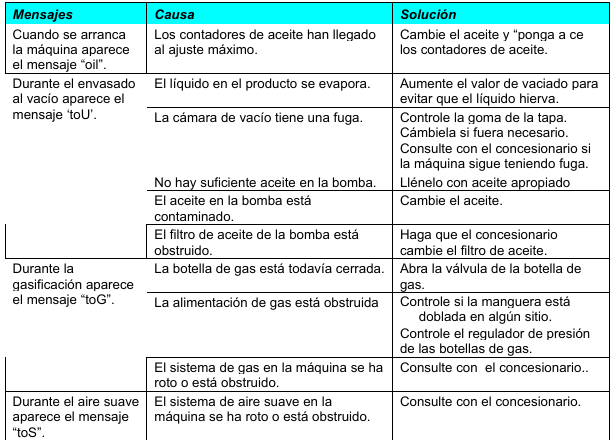 Mensajes Causa Solución
Cuando se arranca
la máquina aparece
el mensaje “oil”.
Los contadores de aceite han llegado
al ajuste máximo.
Cambie el aceite y “ponga a ce
los contadores de aceite.
Durante el envasado
al vacío aparece el
mensaje ‘toU’.
El líquido en el producto se evapora.
Aumente el valor de vaciado para
evitar que el líquido hierva.
La cámara de vacío tiene una fuga.
Controle la goma de la tapa.
Cámbiela si fuera necesario.
Consulte con el concesionario si
la máquina sigue teniendo fuga.
No hay suficiente aceite en la bomba.
Llénelo con aceite apropiado
El aceite en la bomba está
contaminado.
Cambie el aceite.
El filtro de aceite de la bomba está
obstruido.
Haga que el concesionario
cambie el filtro de aceite.
Durante la
gasificación aparece
el mensaje “toG”.
La botella de gas está todavía cerrada.
Abra la válvula de la botella de
gas.
La alimentación de gas está obstruida
Controle si la manguera está
doblada en algún sitio.
Controle el regulador de presión
de las botellas de gas.
El sistema de gas en la máquina se ha
roto o está obstruido.
Consulte con el concesionario..
Durante el aire suave
aparece el mensaje
“toS”.
El sistema de aire suave en la
máquina se ha roto o está obstruido.
Consulte con el concesionario.